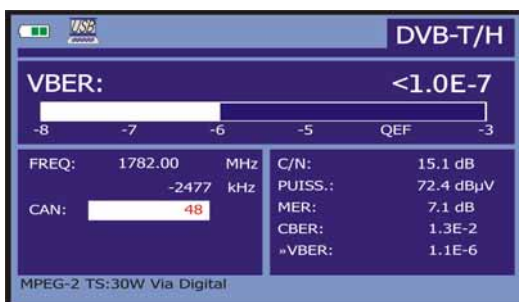 USB
DVB-T/H
VBER: <1.0E-7
-8 -7 -6 -5 QEF -3
FREQ: 1782.00 MHz
-2477 kHz
CAN: 48
C/N: 15.1 dB
PUISS.: 72.4 dBµV
MER: 7.1 dB
CBER: 1.3E-2
»VBER: 1.1E-6
MPEG-2 TS:30W Via Digital